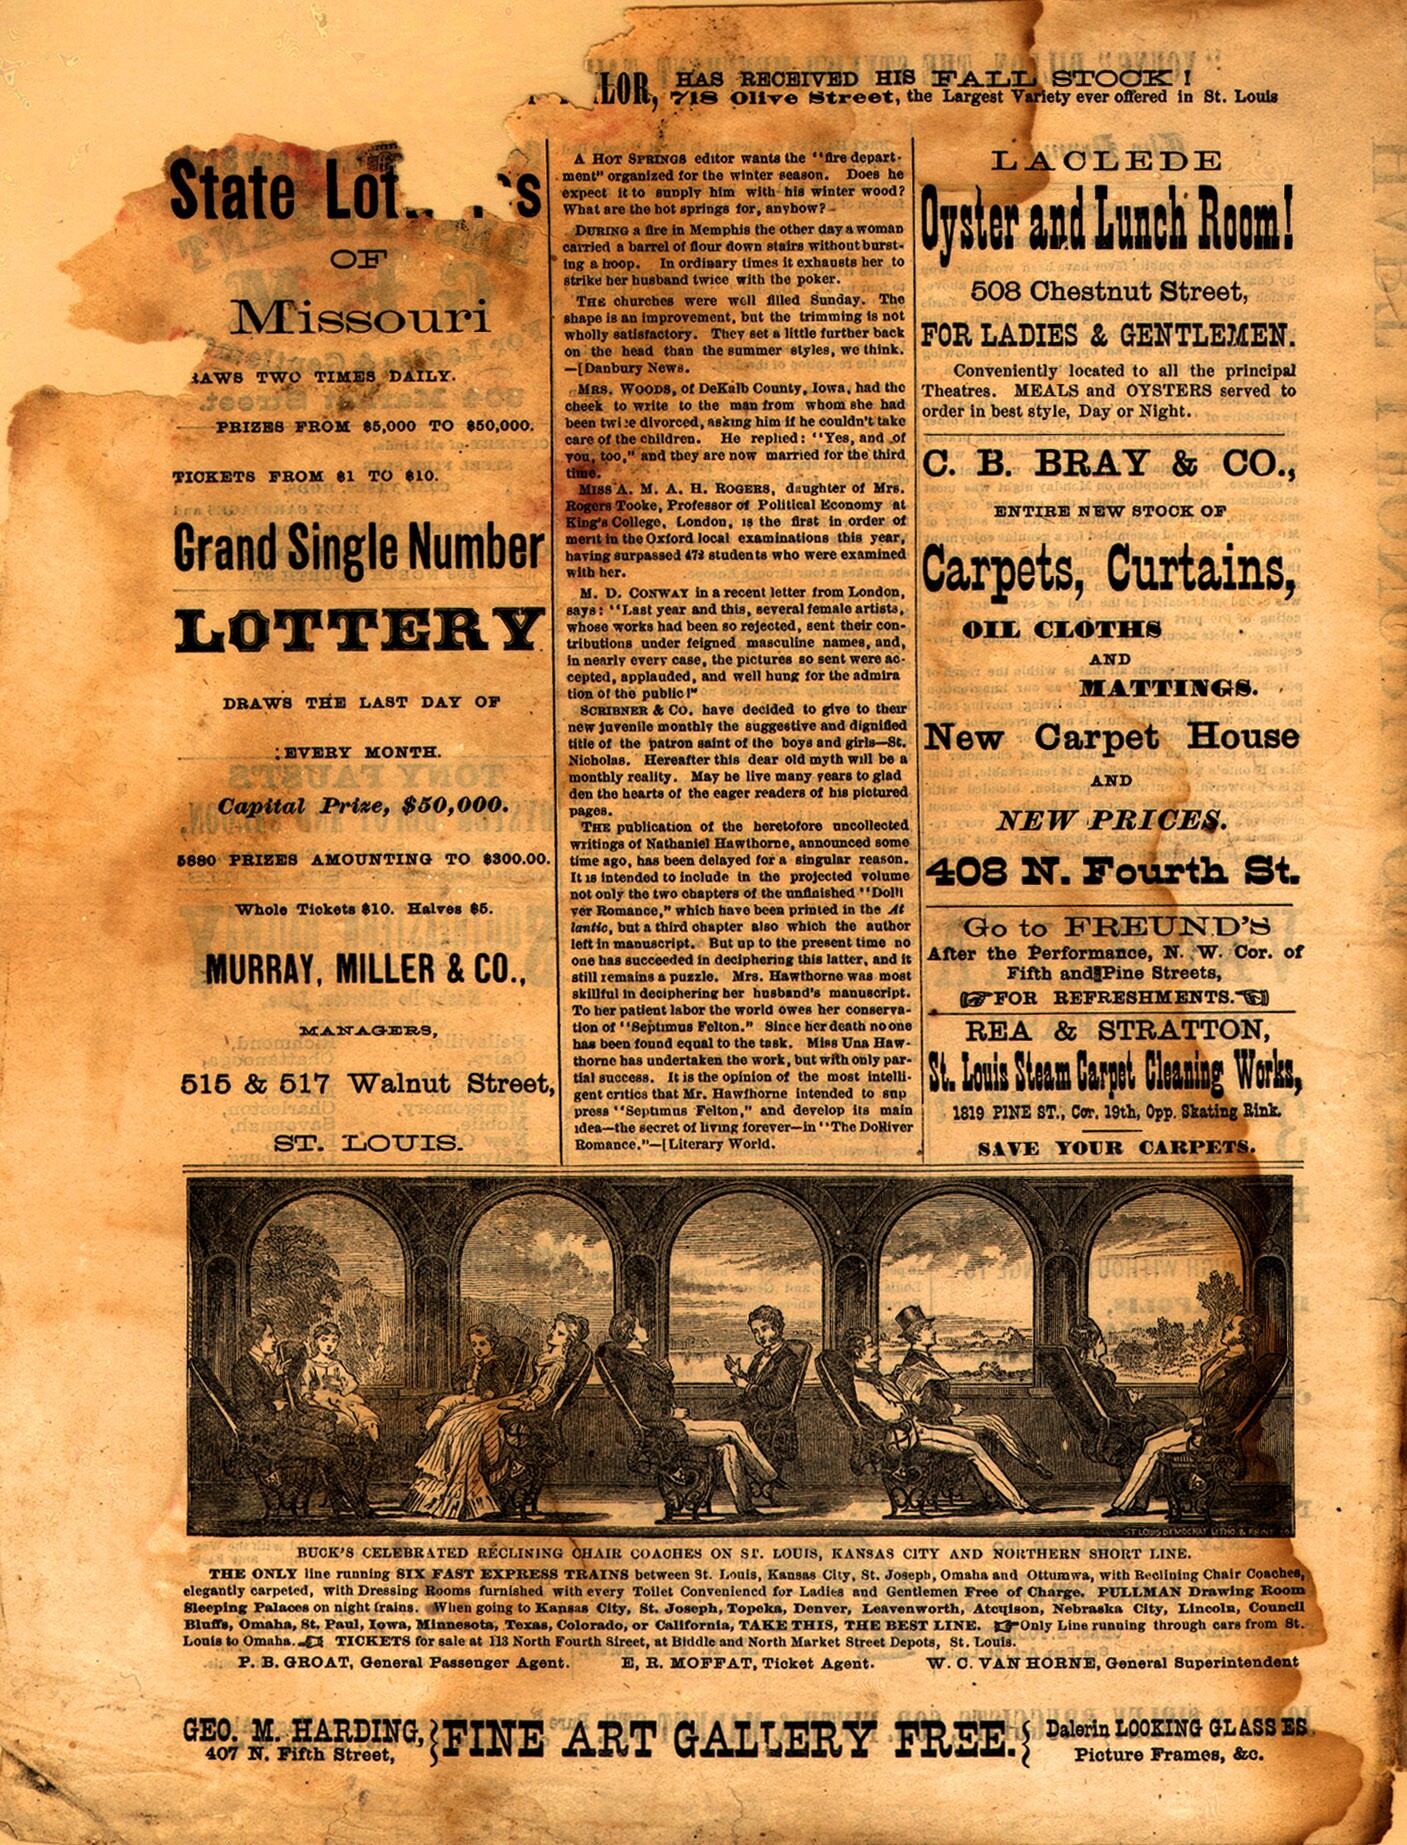 LOR, HAS RECEIVED HIS FALL STOCK!
718 Olive Street, the Largest Variety ever offered in St. Louis
State
OF
Missouri
RAWS TWO TIMES DAILY.
PRIZES FROM $5,000 TO $50,000.
TICKETS FROM $1 TO $10.
Grand Single Number
LOTTERY
DRAWS THE LAST DAY OF
EVERY MONTH.
Capital Prize, $50,000.
5880 PRIZES AMOUNTING TO $300.00.
Whole Tickets $10. Halves $5.
MURRAY, MILLER & CO.,
MANAGERS,
515 & 517 Walnut Street,
ST. LOUIS.
A HOT SPRINGS editor wants the "fire depart-
ment" organized for the winter season. Does he
expect it to supply him with his winter wood?
What are the hot springs for, anyhow?
DURING a fire in Memphis the other day a woman
carried a barrel of flour down stairs without burst-
ing a hoop. In ordinary times it exhausts her to
strike her husband twice with the poker.
THE churches were well filled Sunday. The
shape is an improvement, but the trimming is not
wholly satisfactory. They set a little further back
on the head than the summer styles, we think.
—[Danbury News.
MRS. WOODS, of DeKalb County, Iowa, had the
cheek to write to the man from whom she had
been twi:e divorced, asking him if he couldn't take
care of the children. He replied: "Yes, and of
you, too," and they are now married for the third
time.
MISS A. M. A. H. ROGERS, daughter of Mrs.
Rogers Tooke, Professor of Political Economy at
King's College, London, is the first in order of
merit in the Oxford local examinations this year,
having surpassed 473 students who were examined
with her.
M. D. CONWAY in a recent letter from London,
says: "Last year and this, several female artists,
whose works had been so rejected, sent their con-
tributions under feigned masculine names, and,
in nearly every case, the pictures so sent were ac-
cepted, applauded, and well hung for the admira
tion of the public!"
SCRIBNER & CO. have decided to give to their
new juvenile monthly the suggestive and dignified
title of the patron saint of the boys and girls—St.
Nicholas. Hereafter this dear old myth will be a
monthly reality. May he live many years to glad
den the hearts of the eager readers of his pictured
pages.
THE publication of the heretofore uncollected
writings of Nathaniel Hawthorne, announced some
time ago, has been delayed for a singular reason.
It is intended to include in the projected volume
not only the two chapters of the unfinished "Dolli
ver Romance," which have been printed in the At
lantic, but a third chapter also which the author
left in manuscript. But up to the present time no
one has succeeded in deciphering this latter, and it
still remains a puzzle. Mrs. Hawthorne was most
skillful in deciphering her husband's manuscript.
To her patient labor the world owes her conserva-
tion of "Septimus Felton." Since her death no one
has been found equal to the task. Miss Una Haw-
thorne has undertaken the work, but with only par-
tial success. It is the opinion of the most intelli-
gent critics that Mr. Hawthorne intended to sup
press "Septimus Felton," and develop its main
idea—the secret of living forever—in "The Dolliver
Romance."—[Literary World.
LACLEDE
Oyster and Lunch Room!
508 Chestnut Street,
FOR LADIES & GENTLEMEN.
Conveniently located to all the principal
Theatres. MEALS and OYSTERS served to
order in best style, Day or Night.
C. B. BRAY & CO.,
ENTIRE NEW STOCK OF
Carpets, Curtains,
OIL CLOTHS
AND
MATTINGS.
New Carpet House
AND
NEW PRICES.
408 N. Fourth St.
Go to FREUND'S
After the Performance, N. W. Cor. of
Fifth and Pine Streets,
☞FOR REFRESHMENTS.☜
REA & STRATTON,
St. Louis Steam Carpet Cleaning Works,
1819 PINE ST., Cor. 19th, Opp. Skating Rink.
SAVE YOUR CARPETS.
ST LOUIS DEMOCRAT LITHO. & PRINT
BUCK'S CELEBRATED RECLINING CHAIR COACHES ON ST. LOUIS, KANSAS CITY AND NORTHERN SHORT LINE.
THE ONLY line running SIX FAST EXPRESS TRAINS between St. Louis, Kansas City, St. Joseph, Omaha and Ottumwa, with Reclining Chair Coaches,
elegantly carpeted, with Dressing Rooms furnished with every Toilet Conveniencd for Ladies and Gentlemen Free of Charge. PULLMAN Drawing Room
Sleeping Palaces on night trains. When going to Kansas City, St. Joseph, Topeka, Denver, Leavenworth, Atcqison, Nebraska City, Lincoln, Council
Bluffs, Omaha, St. Paul, Iowa, Minnesota, Texas, Colorado, or California, TAKE THIS, THE BEST LINE. ☞Only Line running through cars from St.
Louis to Omaha.☜ TICKETS for sale at 113 North Fourth Street, at Biddle and North Market Street Depots, St. Louis.
P. B. GROAT, General Passenger Agent. E, R. MOFFAT, Ticket Agent. W. C. VAN HORNE, General Superintendent
GEO. M. HARDING,
407 N. Fifth Street,
FINE ART GALLERY FREE.
Dalerin LOOKING GLASSES
Picture Frames, &c.